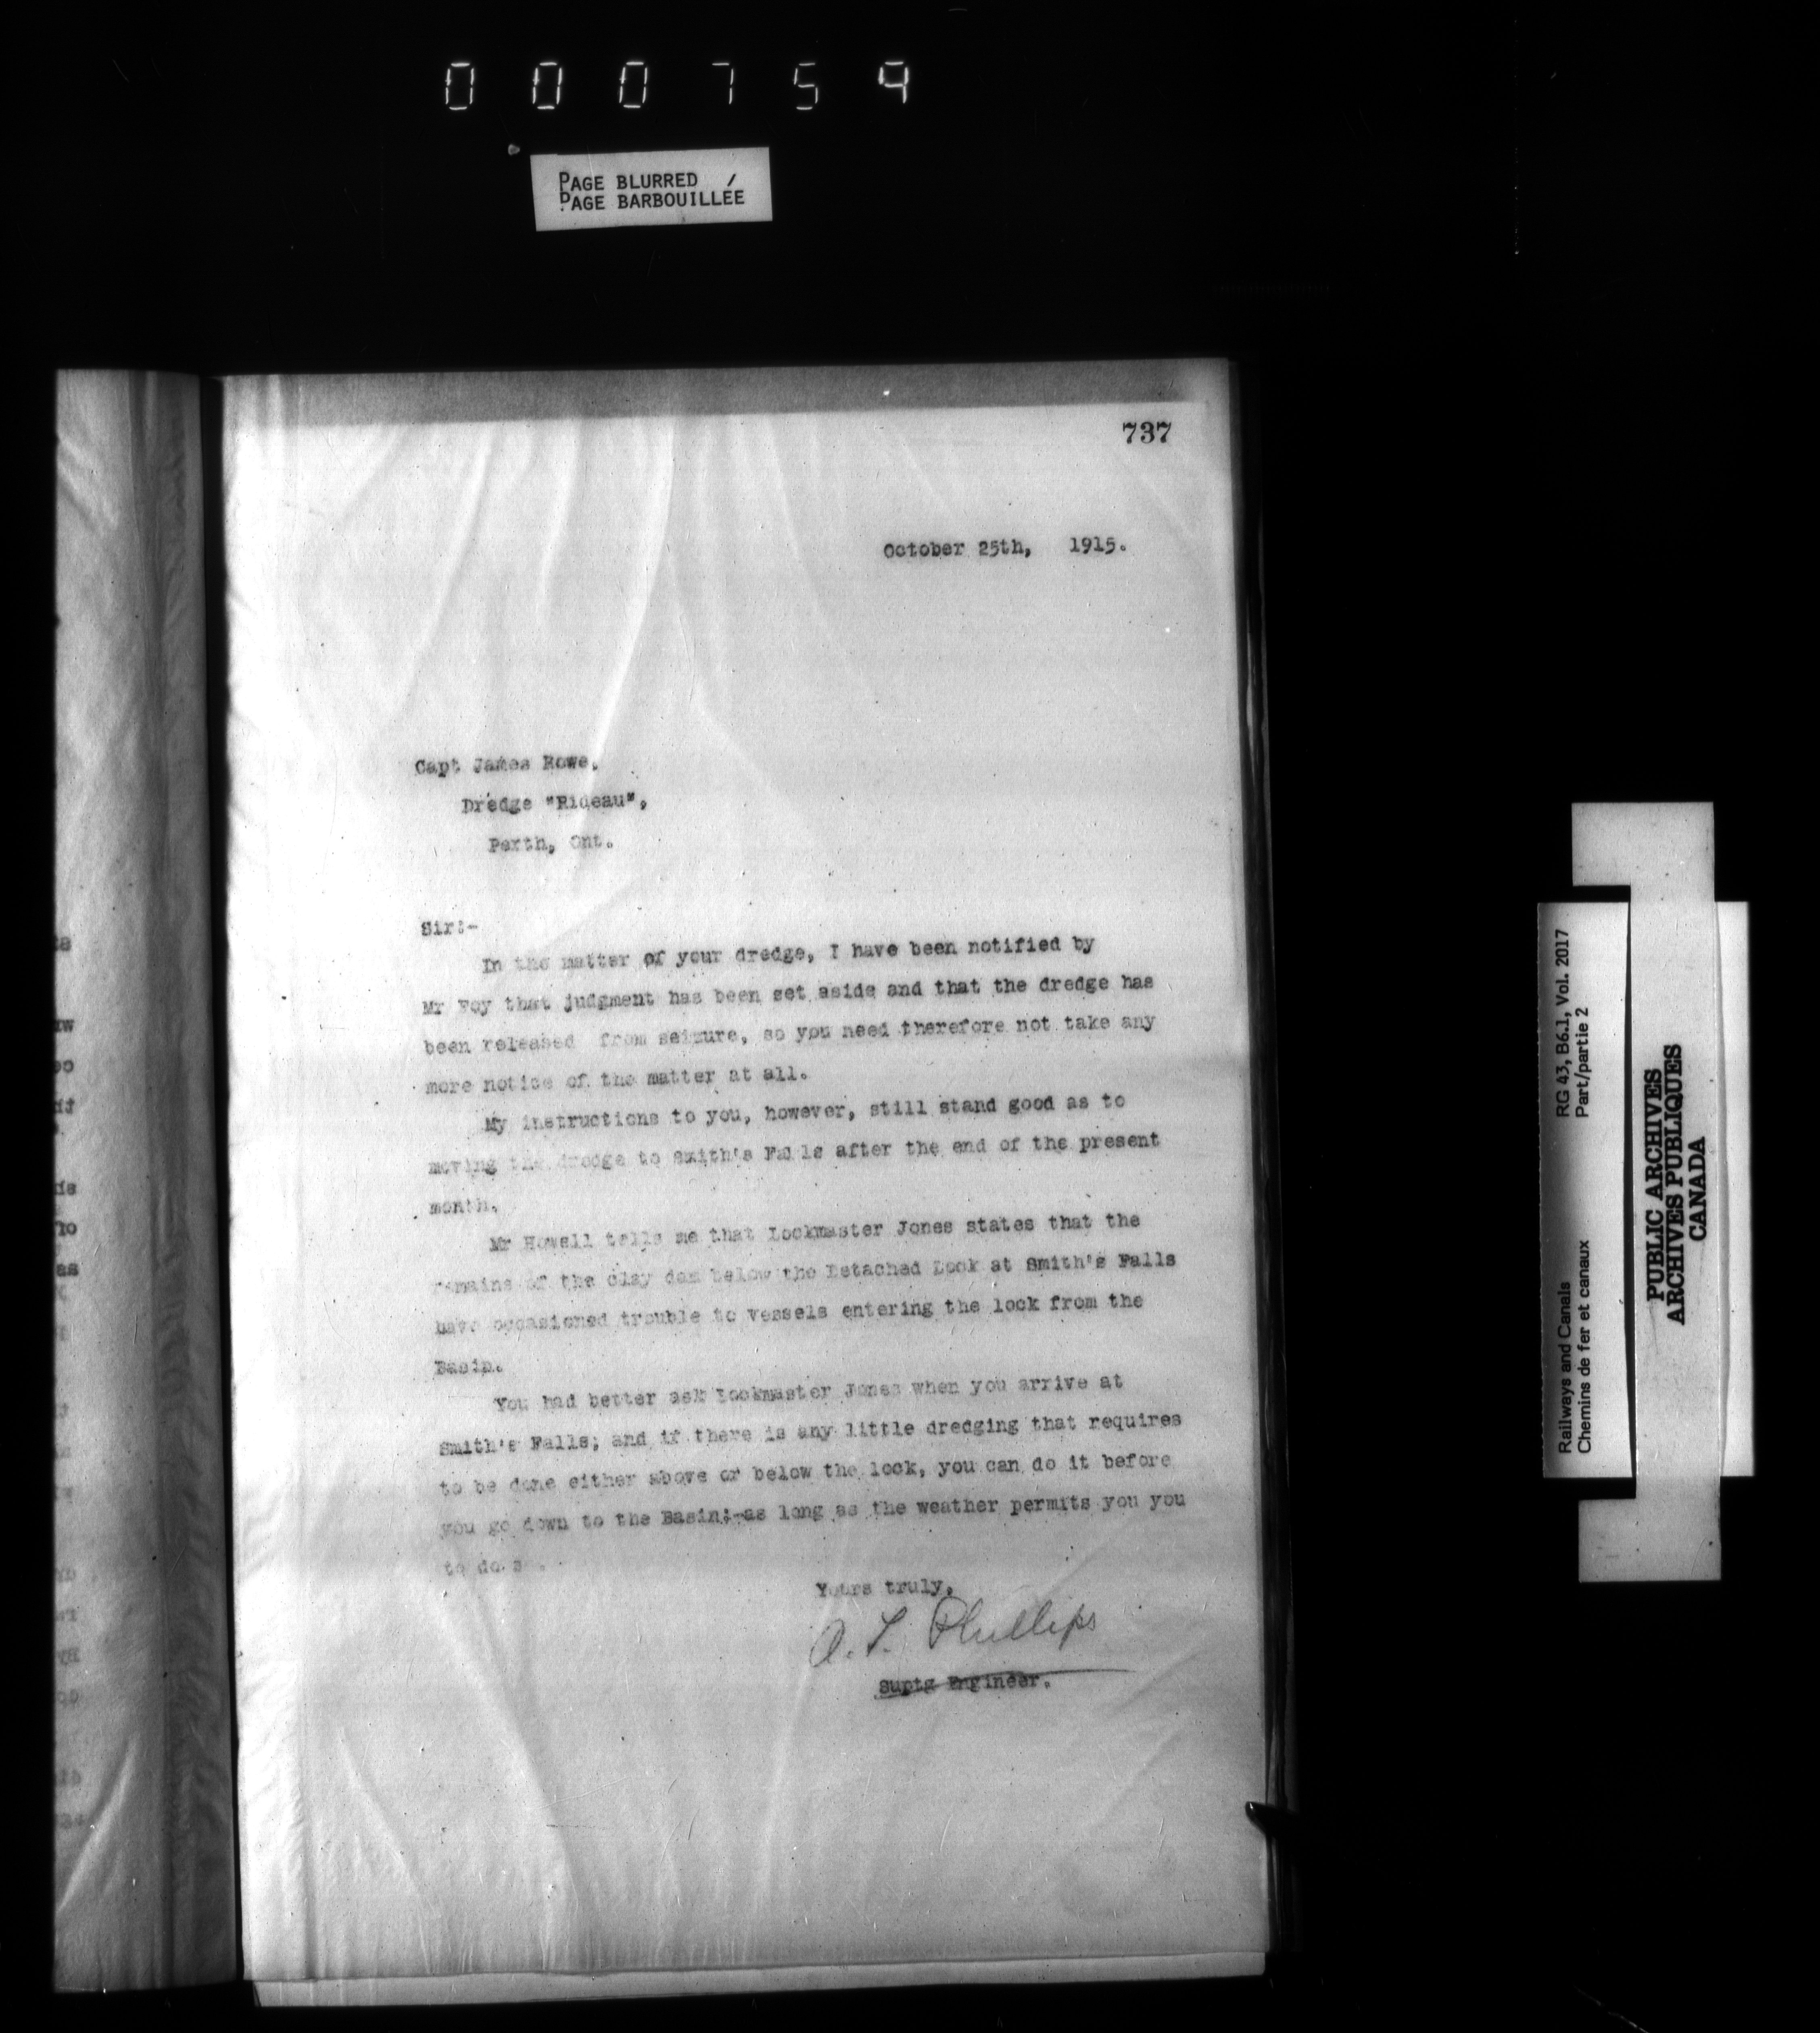 000759
PAGE BLURRED
PAGE BARBOUILLÉE
737
October 25th, 1915.
Capt James Rowe,
Dredge "Rideau",
Perth, Ont.
Sir:-
In the matter of your dredge, I have been notified by
Mr Foy that judgment has been set aside and that the dredge has
been released from seizure, so you need therefore not take any
more notice of the matter at all.
My instructions to you, however, still stand good as to
moving the dredge to Smith's Falls after the end of the present
month.
Mr Howell tells me that Lockmaster Jones states that the
remains of the clay dam below the Detached Lock at Smith's Falls
have occasioned trouble to vessels entering the lock from the
Basin.
You had better ask Lockmaster Jones when you arrive at
Smith's Falls; and if there is any little dredging that requires
to be done either above or below the lock, you can do it before
you go down to the Basin:-as long as the weather permits you you
to do s
Yours truly,
A. T. Phillips
Suptg Engineer.
Railways and Canals RG 43, B6.1, Vol. 2017
Chemins de fer et canaux Part/partie 2
PUBLIC ARCHIVES
ARCHIVES PUBLIQUES
CANADA